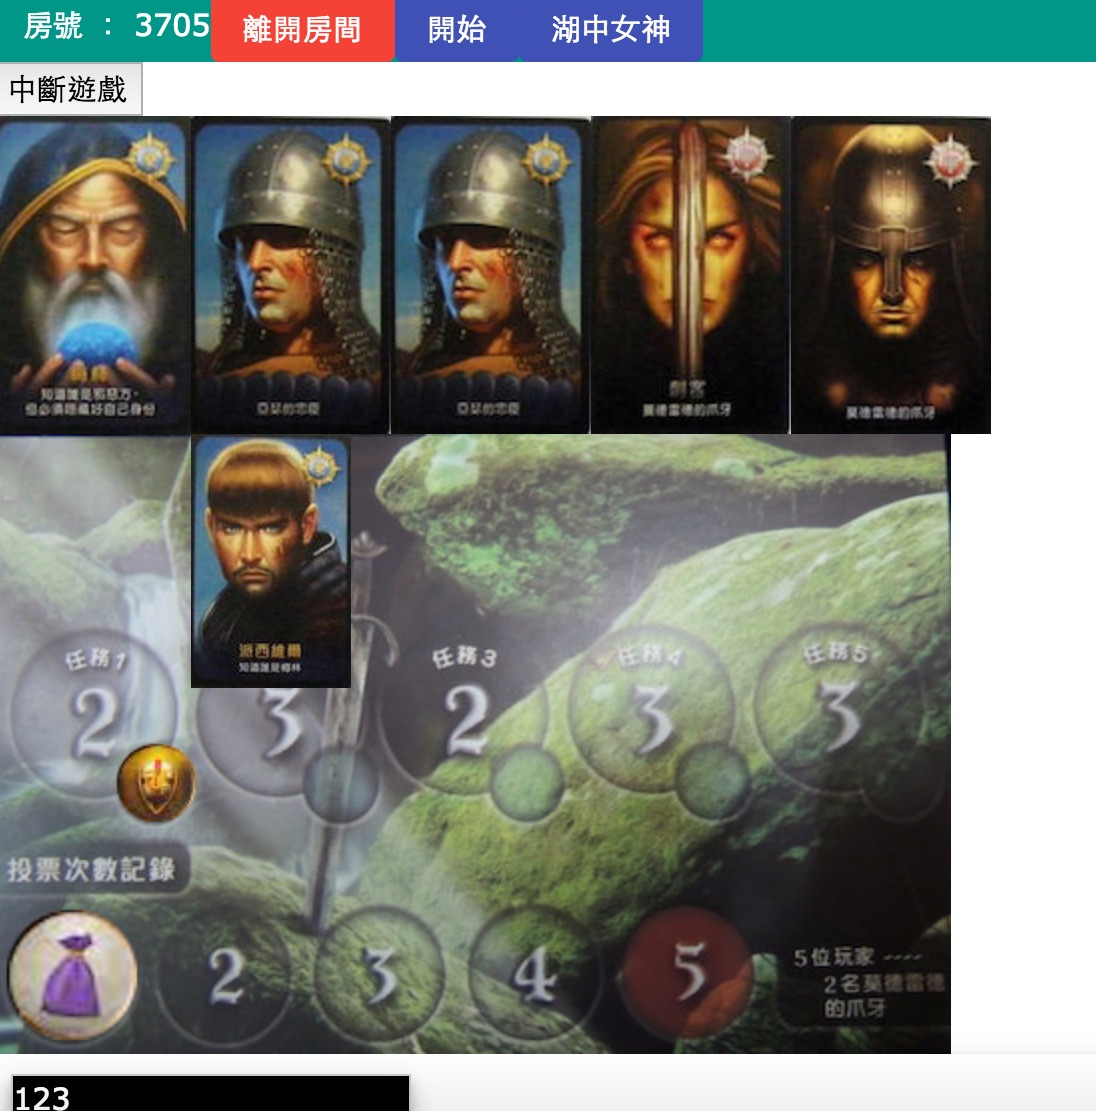 房號 ： 3705 離開房間 開始 湖中女神
中斷遊戲
梅林
知道誰是邪惡方，
但必須隱藏好自己身份
亞瑟的忠臣
亞瑟的忠臣
刺客
莫德雷德的爪牙
莫德雷德的爪牙
派西維爾
知道誰是梅林
任務1
2
3
任務3
2
任務4
3
任務5
3
投票次數記錄
2 3 4 5
5位玩家 ----
2名莫德雷德
的爪牙
123